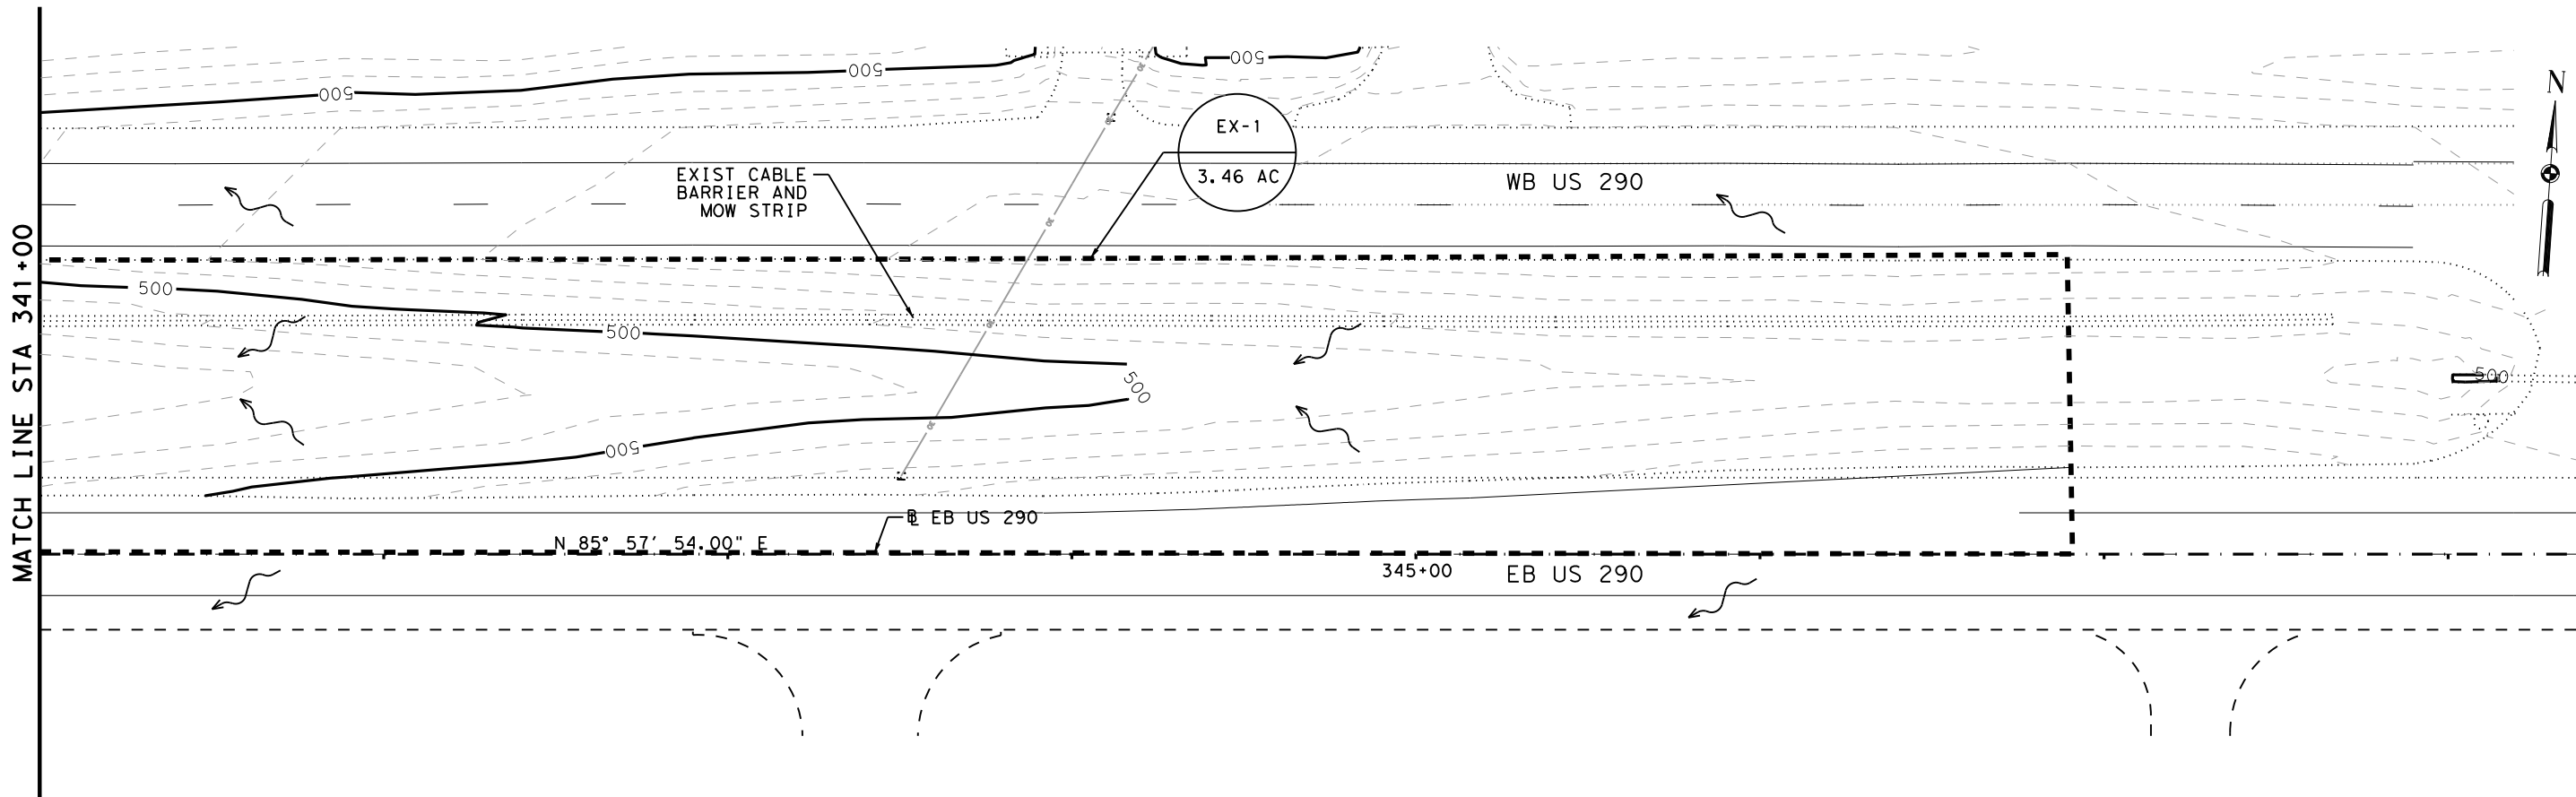 500
500
500
N
EX-1
3.46 AC
EXIST CABLE
BARRIER AND
MOW STRIP
WB US 290
MATCH LINE STA 341+00
500
500
500
500
500
EB US 290
N 85° 57' 54.00" E
345+00
EB US 290